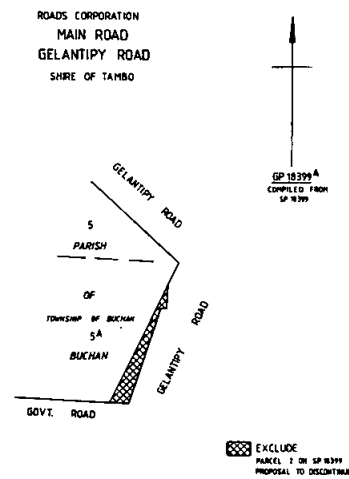 ROADS CORPORATION
MAIN ROAD
GELANTIPY ROAD
SHIRE OF TAMBO
GP 18399 A
COMPILED FROM
SP 18399
GELANTIPY ROAD
5
PARISH
OF
TOWNSHIP OF BUCHAN
5A
BUCHAN
GELANTIPY ROAD
GOVT. ROAD
EXCLUDE
PARCEL 2 ON SP 18399
PROPOSAL TO DISCONTINUE